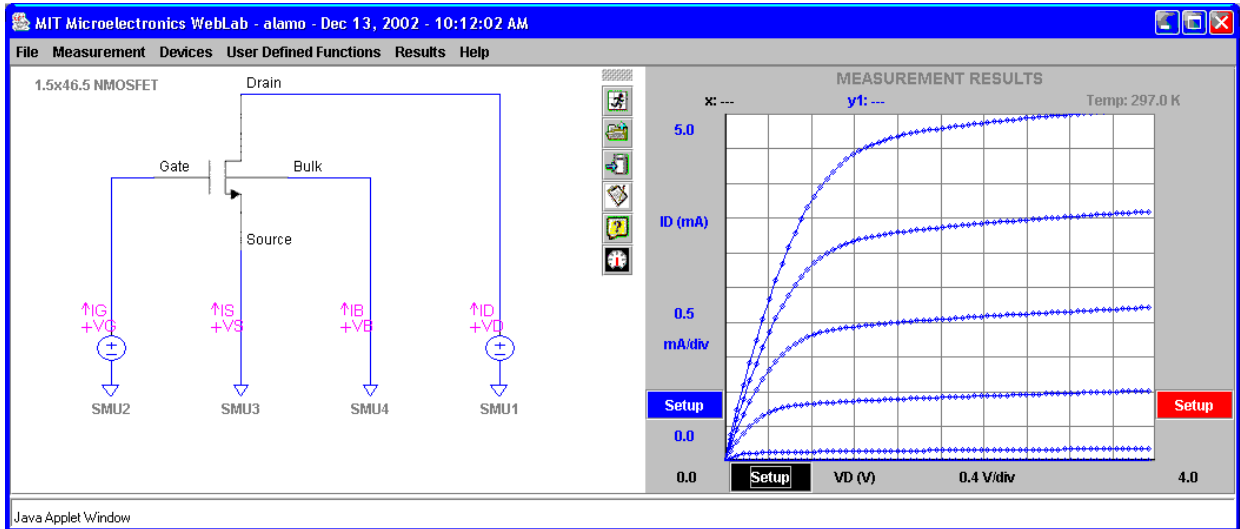 MIT Microelectronics WebLab - alamo - Dec 13, 2002 - 10:12:02 AM
File Measurement Devices User Defined Functions Results Help
1.5x46.5 NMOSFET
Drain
Gate
Bulk
Source
↑IG
+VG
↑IS
+VS
↑IB
+VB
↑ID
+VD
SMU2
SMU3
SMU4
SMU1
MEASUREMENT RESULTS
x: --- y1: --- Temp: 297.0 K
5.0
ID (mA)
0.5
mA/div
Setup
Setup
0.0
0.0 Setup VD (V) 0.4 V/div 4.0
Java Applet Window